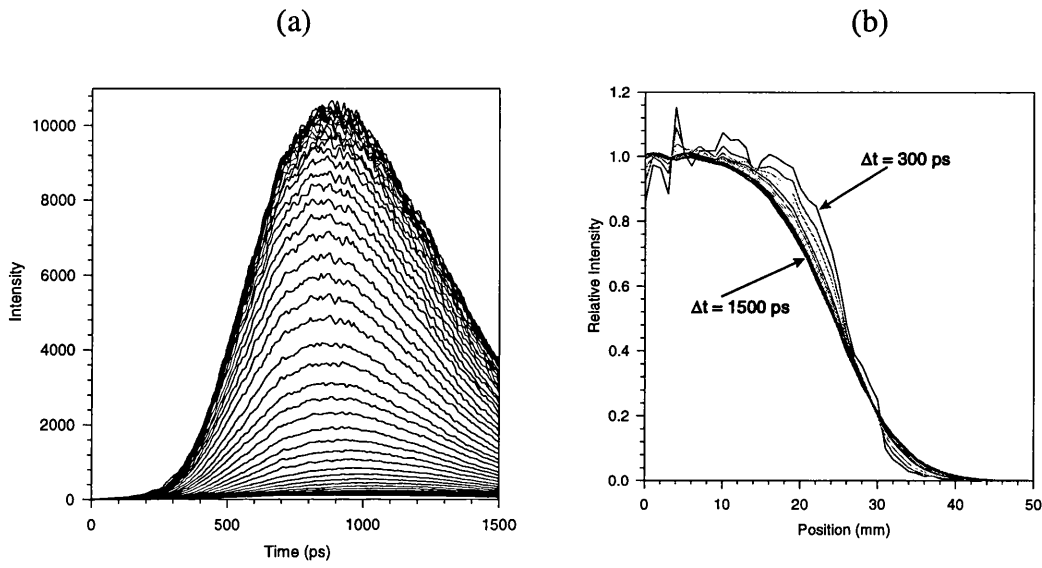 (a)
(b)
Intensity
10000
8000
6000
4000
2000
0
0
500
1000
1500
Time (ps)
Relative Intensity
1.2
1.0
0.8
0.6
0.4
0.2
0.0
Δt = 300 ps
Δt = 1500 ps
0
10
20
30
40
50
Position (mm)